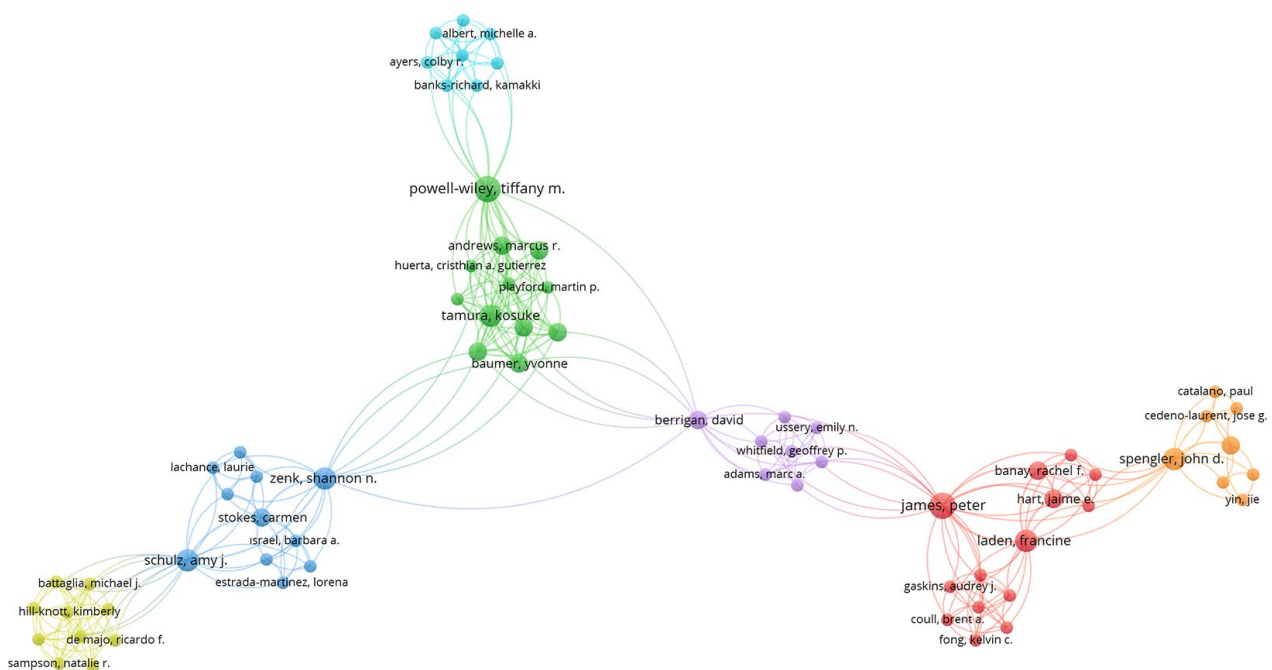 albert, michelle a.
ayers, colby r.
banks-richard, kamakki
powell-wiley, tiffany m.
andrews, marcus r.
huerta, cristhian a. gutierrez
playford, martin p.
tamura, kosuke
baumer, yvonne
berrigan, david
ussery, emily n.
whitfield, geoffrey p.
adams, marc a.
catalano, paul
cedeno-laurent, jose g.
spengler, john d.
yin, jie
banay, rachel f.
hart, jaime e.
james, peter
laden, francine
gaskins, audrey j.
coull, brent a.
fong, kelvin c.
lachance, laurie
zenk, shannon n.
stokes, carmen
israel, barbara a.
schulz, amy j.
estrada-martinez, lorena
battaglia, michael j.
hill-knott, kimberly
de majo, ricardo f.
sampson, natalie r.